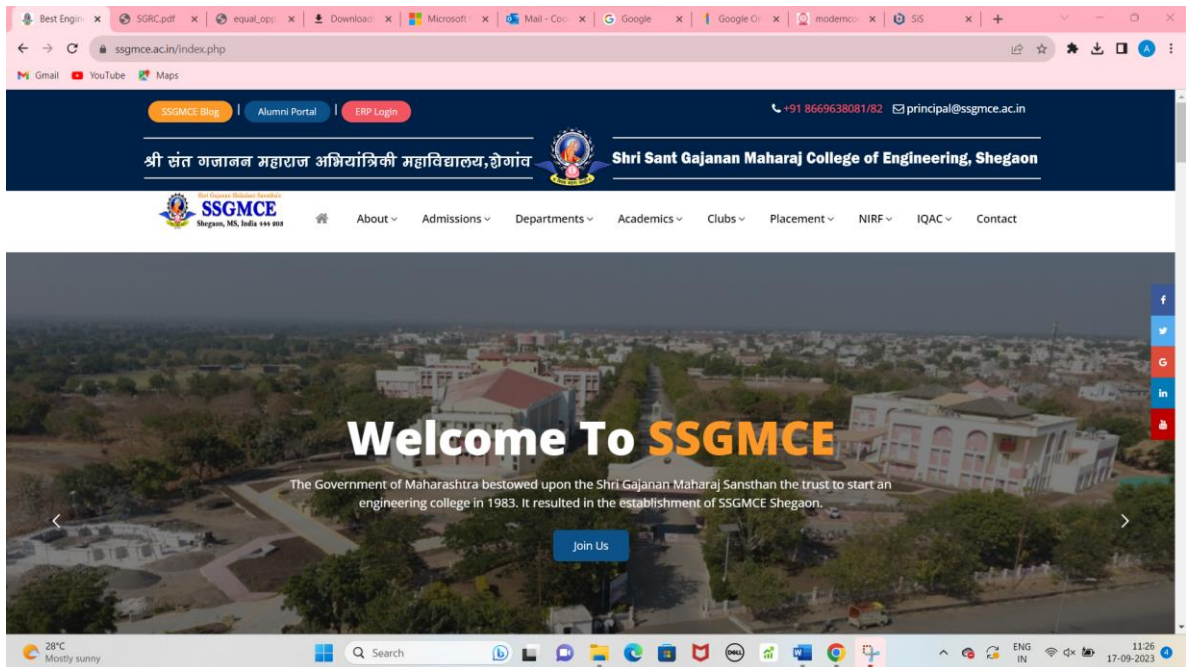 Best Engin
SGRC.pdf
equal_opp
Download
Microsoft
Mail - Coo
Google
Google On
modernco
SiS
ssgmce.ac.in/index.php
Gmail
YouTube
Maps
SSGMCE Blog
Alumni Portal
ERP Login
+91 8669638081/82
principal@ssgmce.ac.in
श्री संत गजानन महाराज अभियांत्रिकी महाविद्यालय,शेगांव
Shri Sant Gajanan Maharaj College of Engineering, Shegaon
SSGMCE
Shegaon, MS, India 444 203
About
Admissions
Departments
Academics
Clubs
Placement
NIRF
IQAC
Contact
Welcome To SSGMCE
The Government of Maharashtra bestowed upon the Shri Gajanan Maharaj Sansthan the trust to start an
engineering college in 1983. It resulted in the establishment of SSGMCE Shegaon.
Join Us
28°C
Mostly sunny
Search
ENG
IN
11:26
17-09-2023